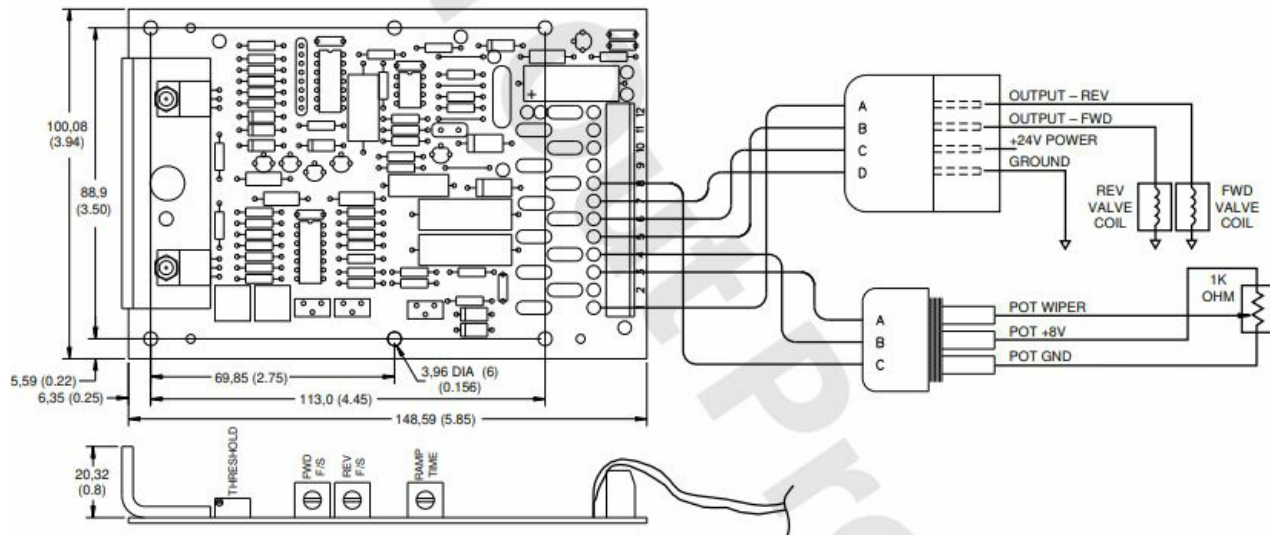 100,08
(3.94)
88,9
(3.50)
5,59 (0.22)
6,35 (0.25)
69,85 (2.75)
113,0 (4.45)
148,59 (5.85)
3,96 DIA (6)
(0.156)
+
12
11
10
9
8
7
6
5
4
3
2
1
A
B
C
D
OUTPUT – REV
OUTPUT – FWD
+24V POWER
GROUND
REV
VALVE
COIL
FWD
VALVE
COIL
A
B
C
POT WIPER
POT +8V
POT GND
1K
OHM
20,32
(0.8)
THRESHOLD
FWD
F/S
REV
F/S
RAMP
TIME